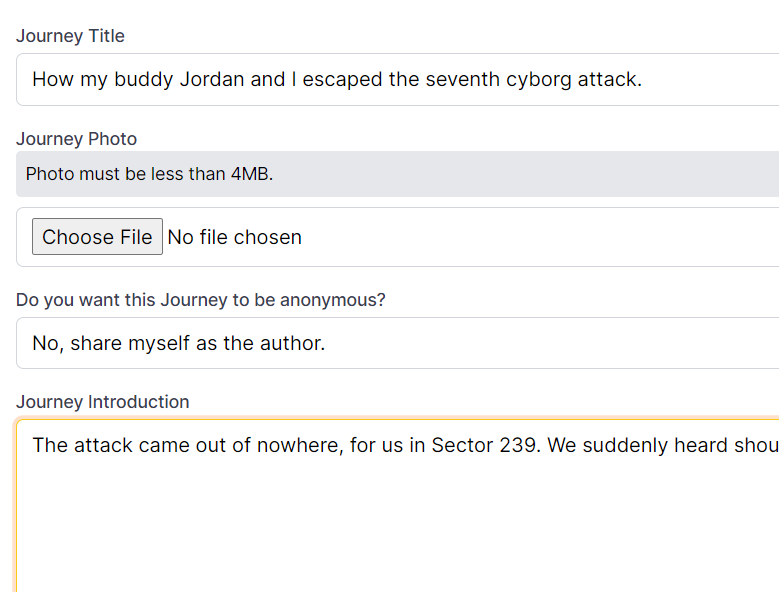 Journey Title
How my buddy Jordan and I escaped the seventh cyborg attack.
Journey Photo
Photo must be less than 4MB.
Choose File No file chosen
Do you want this Journey to be anonymous?
No, share myself as the author.
Journey Introduction
The attack came out of nowhere, for us in Sector 239. We suddenly heard